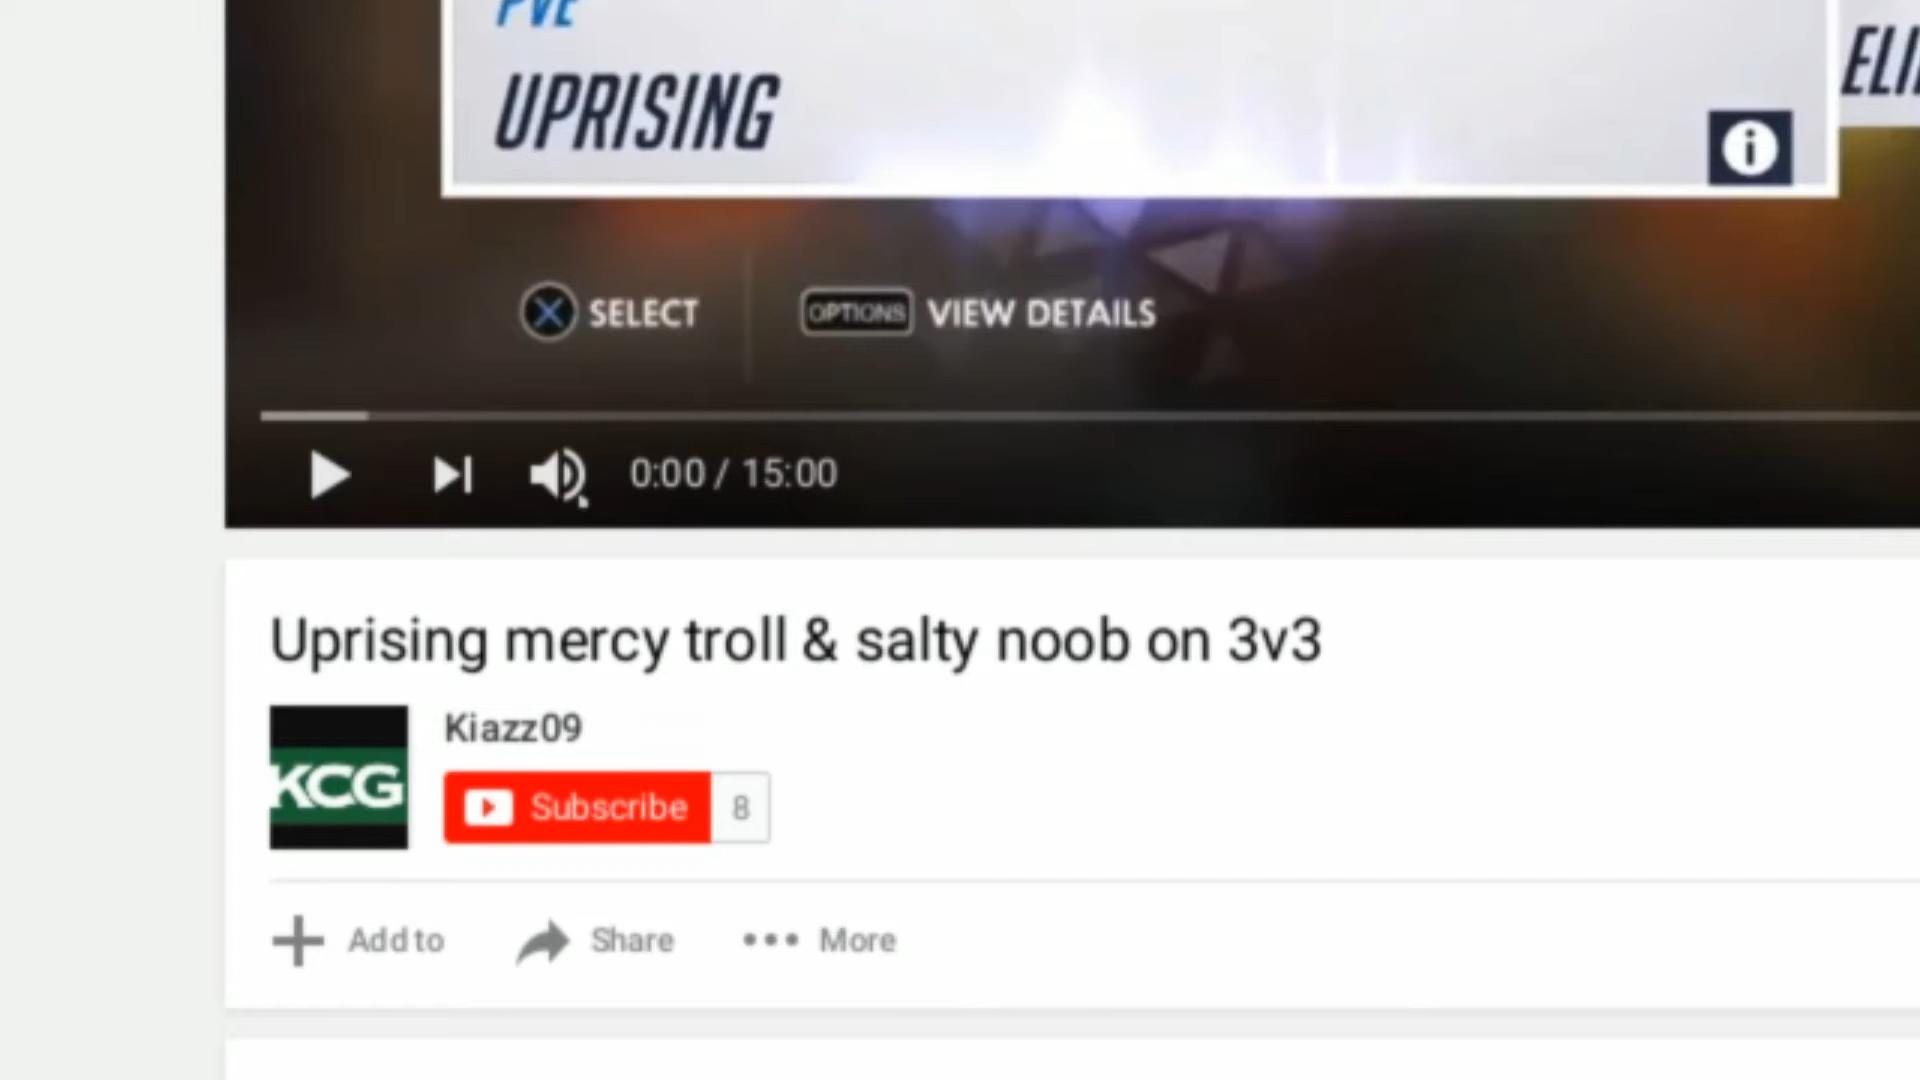 PVE
UPRISING
SELECT
OPTIONS VIEW DETAILS
0:00 / 15:00
Uprising mercy troll & salty noob on 3v3
KCG
Kiazz09
Subscribe 8
Add to Share More